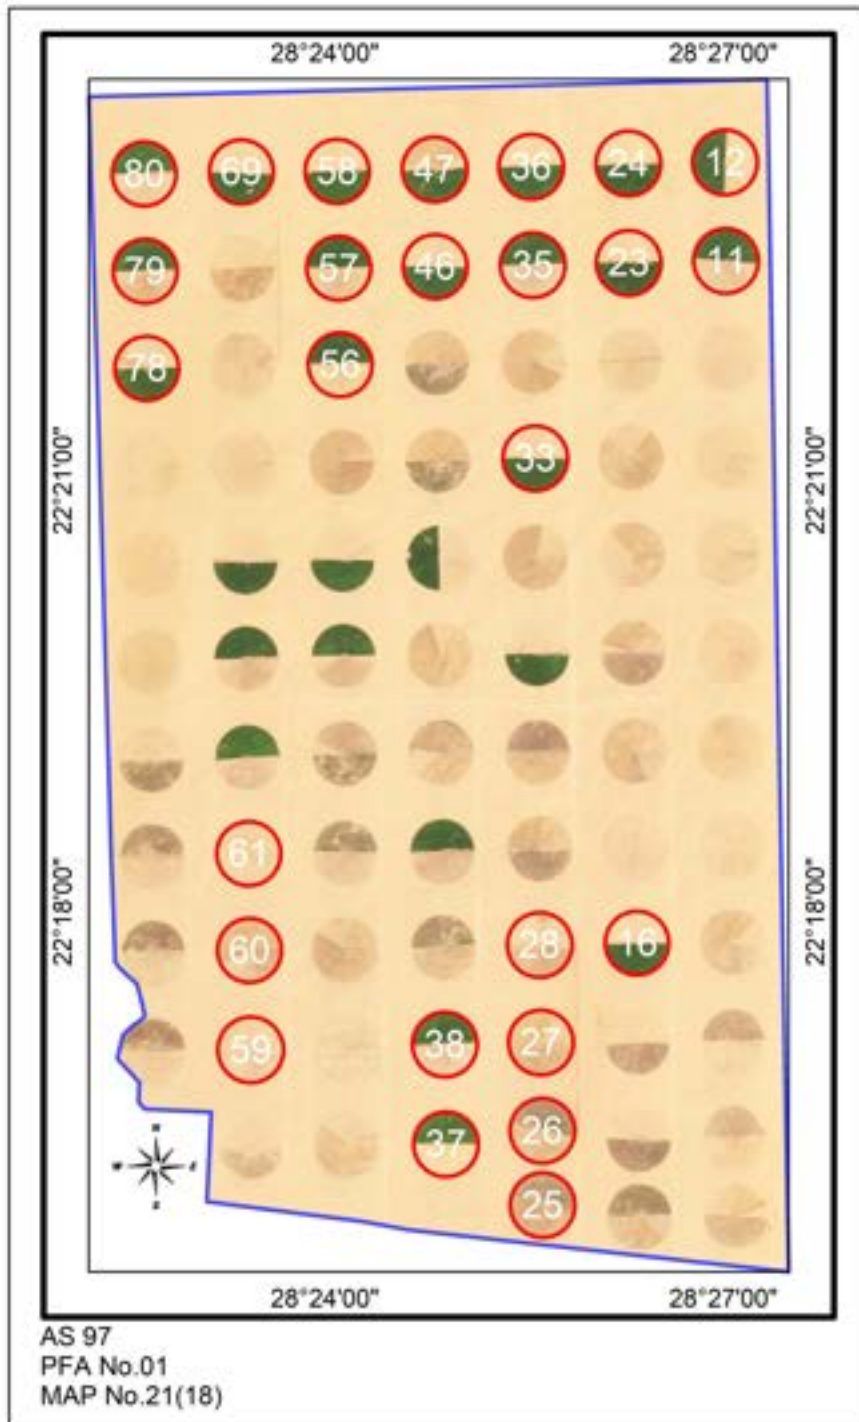 28°24'00" 28°27'00"
80 69 58 47 36 24 12
79 57 46 35 23 11
78 56
33
22°21'00" 22°21'00"
61
22°18'00" 22°18'00"
60 28 16
59 38 27
37 26
25
N
W E
S
28°24'00" 28°27'00"
AS 97
PFA No.01
MAP No.21(18)